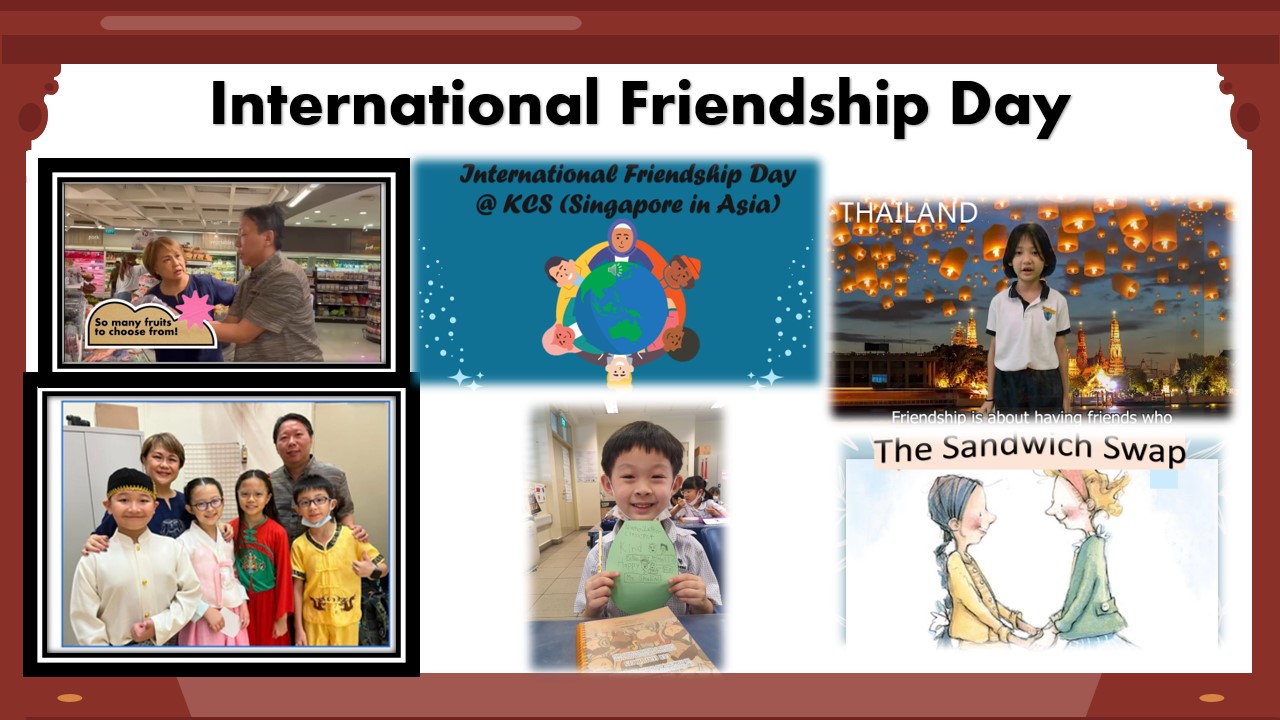 International Friendship Day
So many fruits
to choose from!
International Friendship Day
@ KCS (Singapore in Asia)
THAILAND
Friendship is about having friends who
The Sandwich Swap
Kind